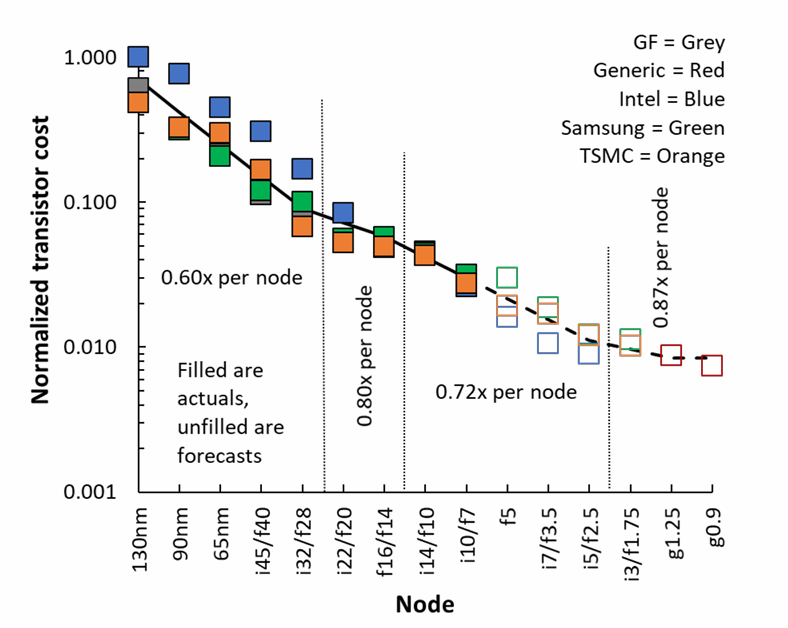 GF = Grey
Generic = Red
Intel = Blue
Samsung = Green
TSMC = Orange
Normalized transistor cost
1.000
0.100
0.010
0.001
0.60x per node
0.80x per node
0.72x per node
0.87x per node
Filled are
actuals,
unfilled are
forecasts
130nm
90nm
65nm
i45/f40
i32/f28
i22/f20
f16/f14
i14/f10
i10/f7
f5
i7/f3.5
i5/f2.5
i3/f1.75
g1.25
g0.9
Node